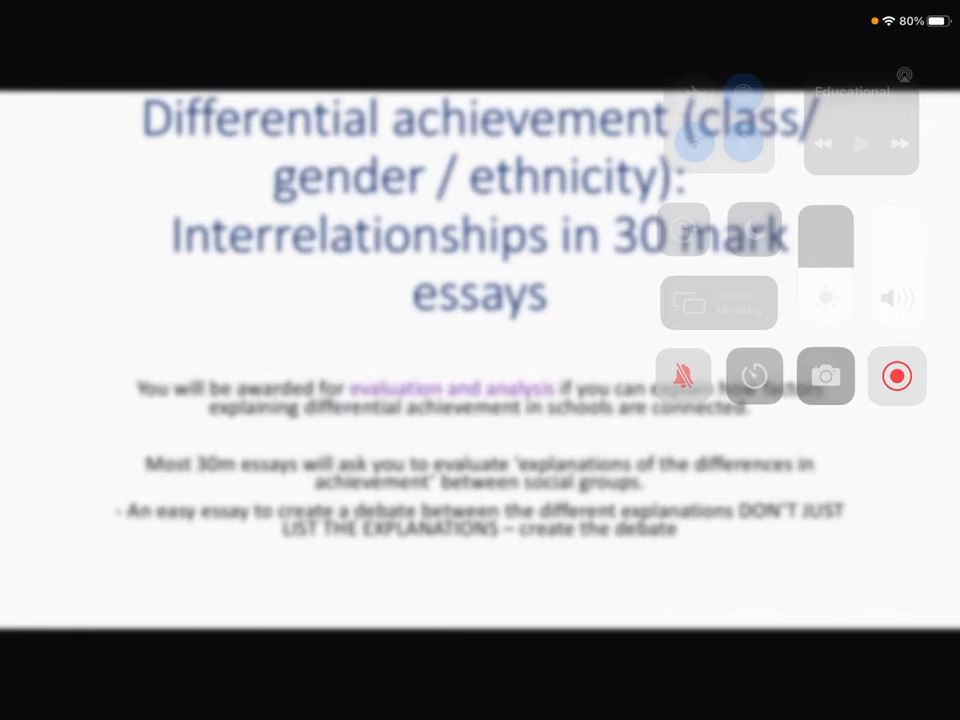 80%
Educational
Differential achievement (class/
gender / ethnicity):
Interrelationships in 30 mark
essays
Screen
Mirroring
You will be awarded for evaluation and analysis if you can explain how factors
explaining differential achievement in schools are connected.
Most 30m essays will ask you to evaluate 'explanations of the differences in
achievement' between social groups.
- An easy essay to create a debate between the different explanations DON'T JUST
LIST THE EXPLANATIONS – create the debate